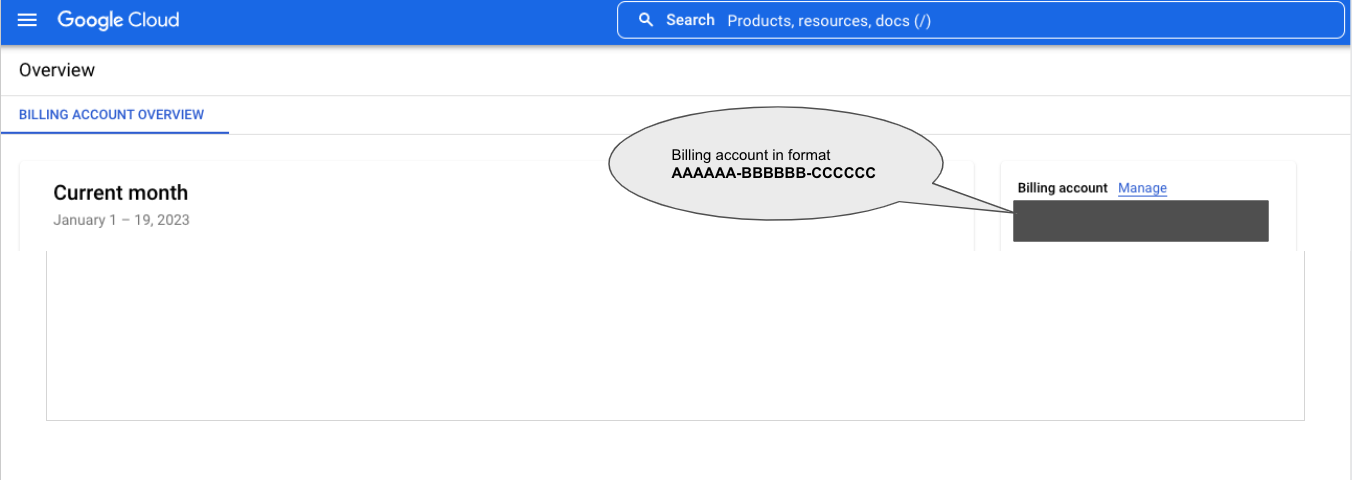 Google Cloud
Search Products, resources, docs (/)
Overview
BILLING ACCOUNT OVERVIEW
Billing account in format
AAAAAA-BBBBBB-CCCCCC
Current month
January 1 – 19, 2023
Billing account Manage